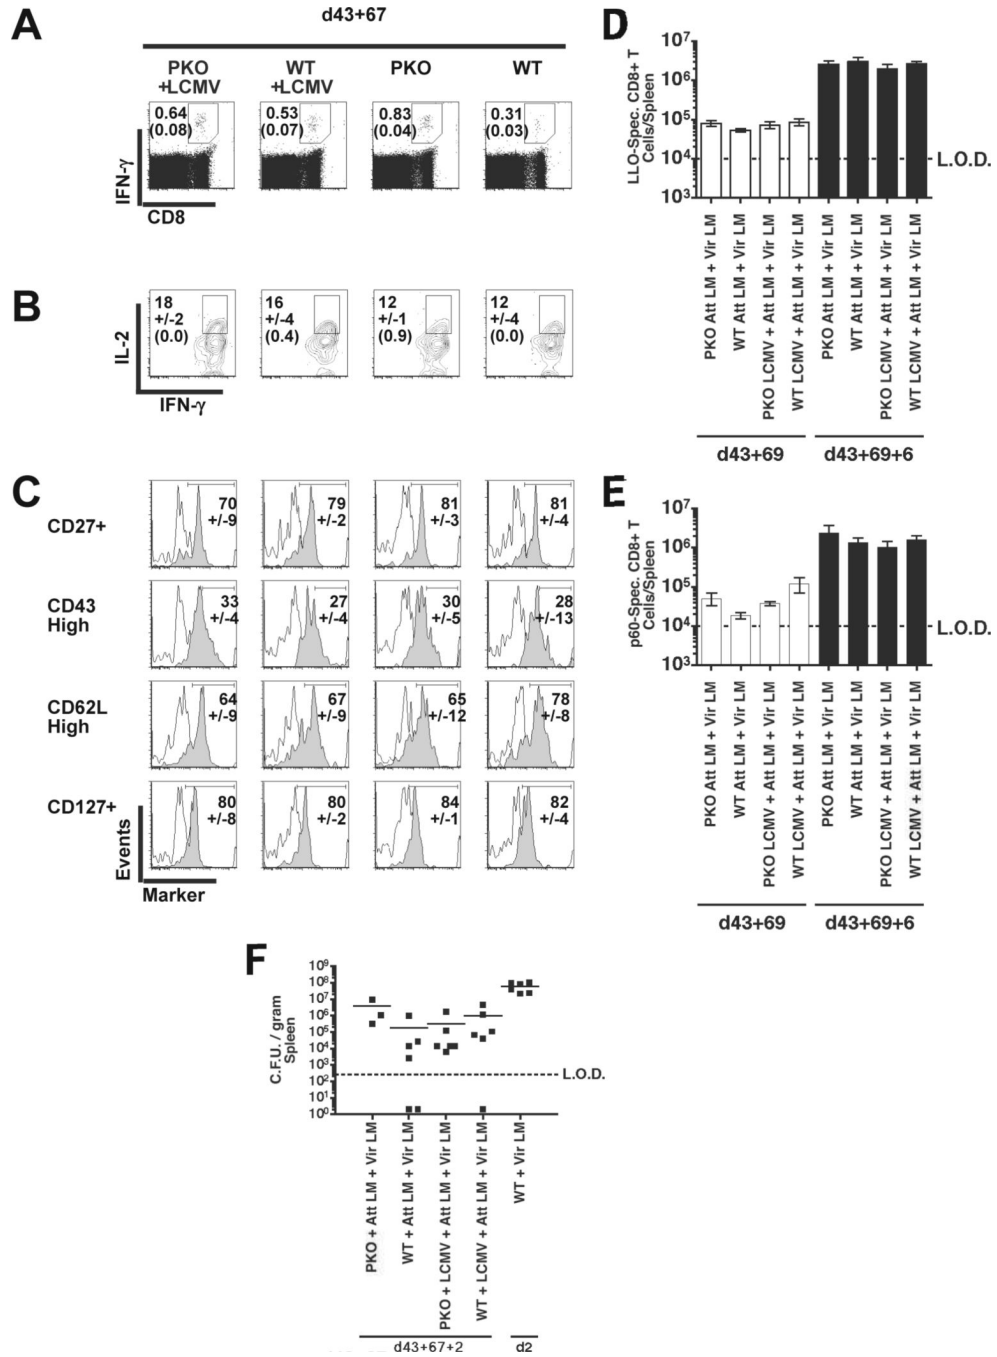 A
d43+67
PKO
+LCMV
WT
+LCMV
PKO
WT
0.64
(0.08)
0.53
(0.07)
0.83
(0.04)
0.31
(0.03)
IFN-γ
CD8
B
18
+/-2
(0.0)
16
+/-4
(0.4)
12
+/-1
(0.9)
12
+/-4
(0.0)
IL-2
IFN-γ
C
CD27+
70
+/-9
79
+/-2
81
+/-3
81
+/-4
CD43
High
33
+/-4
27
+/-4
30
+/-5
28
+/-13
CD62L
High
64
+/-9
67
+/-9
65
+/-12
78
+/-8
CD127+
80
+/-8
80
+/-2
84
+/-1
82
+/-4
Events
Marker
D
LLO-Spec. CD8+ T
Cells/Spleen
10⁷
10⁶
10⁵
10⁴
10³
L.O.D.
PKO Att LM + Vir LM
WT Att LM + Vir LM
PKO LCMV + Att LM + Vir LM
WT LCMV + Att LM + Vir LM
PKO Att LM + Vir LM
WT Att LM + Vir LM
PKO LCMV + Att LM + Vir LM
WT LCMV + Att LM + Vir LM
d43+69
d43+69+6
E
p60-Spec. CD8+ T
Cells/Spleen
10⁷
10⁶
10⁵
10⁴
10³
L.O.D.
PKO Att LM + Vir LM
WT Att LM + Vir LM
PKO LCMV + Att LM + Vir LM
WT LCMV + Att LM + Vir LM
PKO Att LM + Vir LM
WT Att LM + Vir LM
PKO LCMV + Att LM + Vir LM
WT LCMV + Att LM + Vir LM
d43+69
d43+69+6
F
C.F.U. / gram
Spleen
10⁹
10⁸
10⁷
10⁶
10⁵
10⁴
10³
10²
10¹
10⁰
L.O.D.
PKO + Att LM + Vir LM
WT + Att LM + Vir LM
PKO + LCMV + Att LM + Vir LM
WT + LCMV + Att LM + Vir LM
WT + Vir LM
d43+67+2
d2